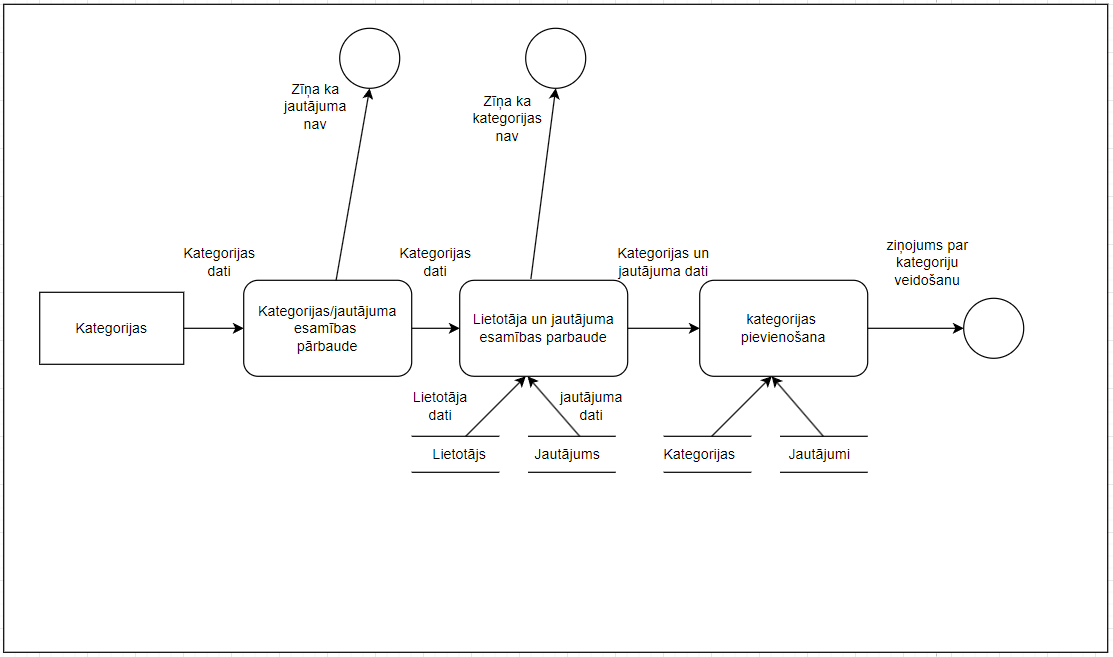 Zīņa ka
jautājuma
nav
Zīņa ka
kategorijas
nav
Kategorijas
dati
Kategorijas
dati
Kategorijas un
jautājuma dati
ziņojums par
kategoriju
veidošanu
Kategorijas
Kategorijas/jautājuma
esamības
pārbaude
Lietotāja un jautājuma
esamības parbaude
kategorijas
pievienošana
Lietotāja
dati
jautājuma
dati
Lietotājs
Jautājums
Kategorijas
Jautājumi